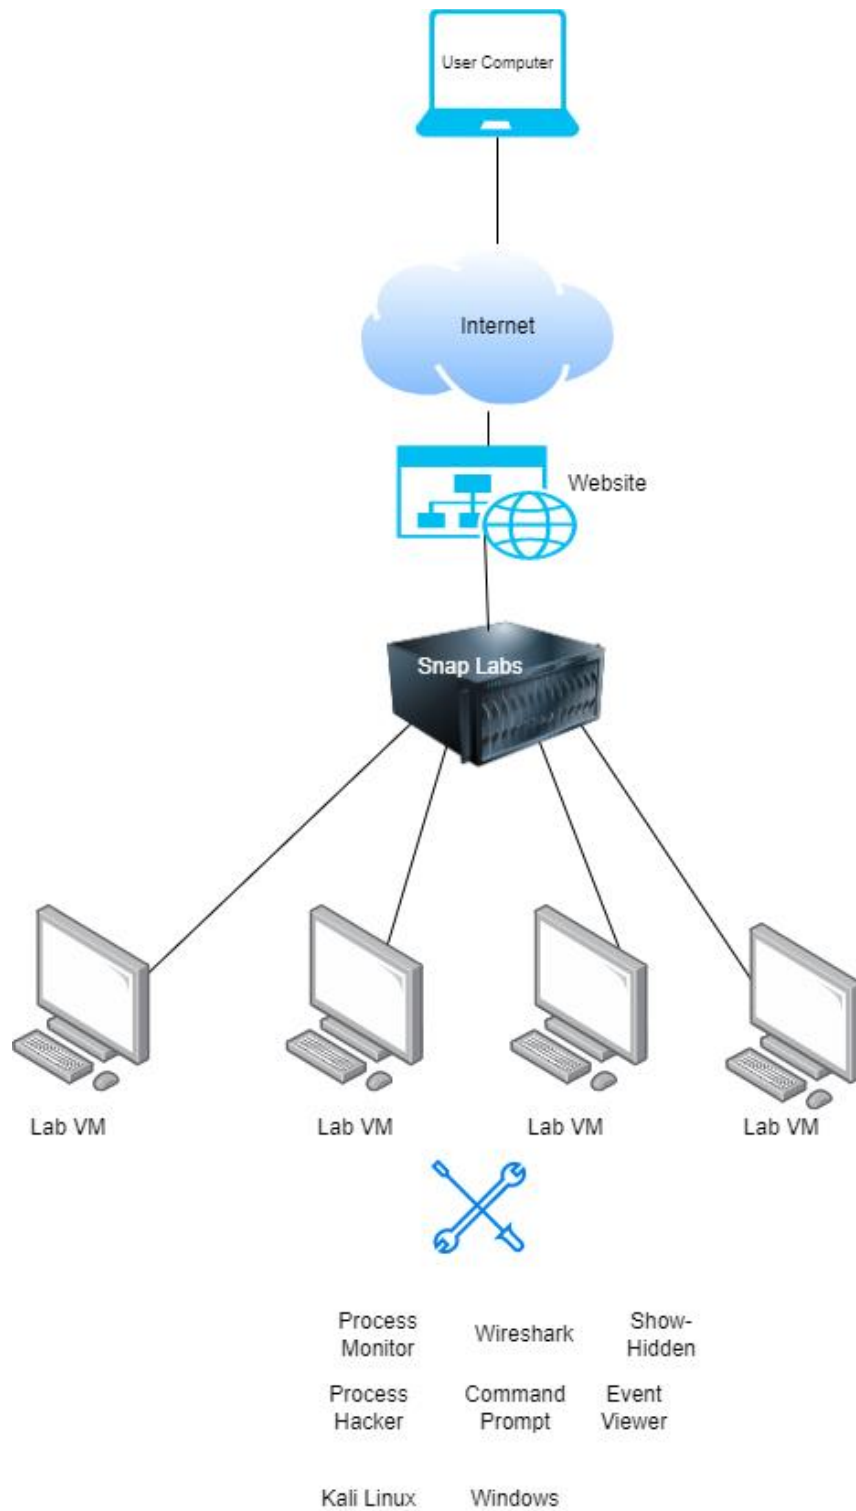 User Computer
Internet
Website
Snap Labs
Lab VM
Lab VM
Lab VM
Lab VM
Process
Monitor
Wireshark
Show-
Hidden
Process
Hacker
Command
Prompt
Event
Viewer
Kali Linux
Windows